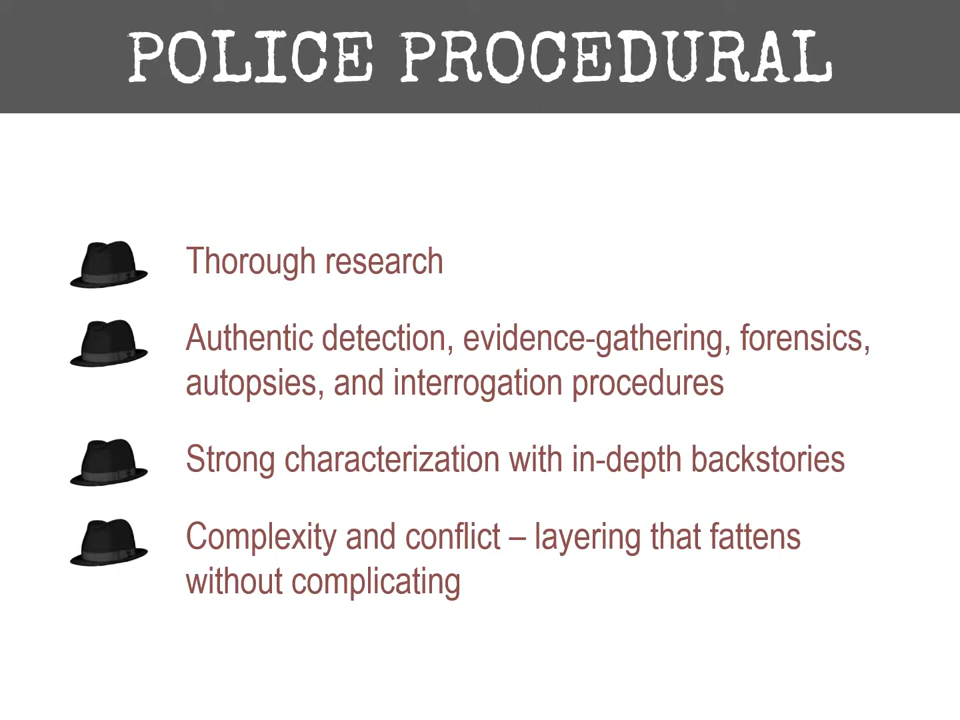 POLICE PROCEDURAL
Thorough research
Authentic detection, evidence-gathering, forensics,
autopsies, and interrogation procedures
Strong characterization with in-depth backstories
Complexity and conflict – layering that fattens
without complicating